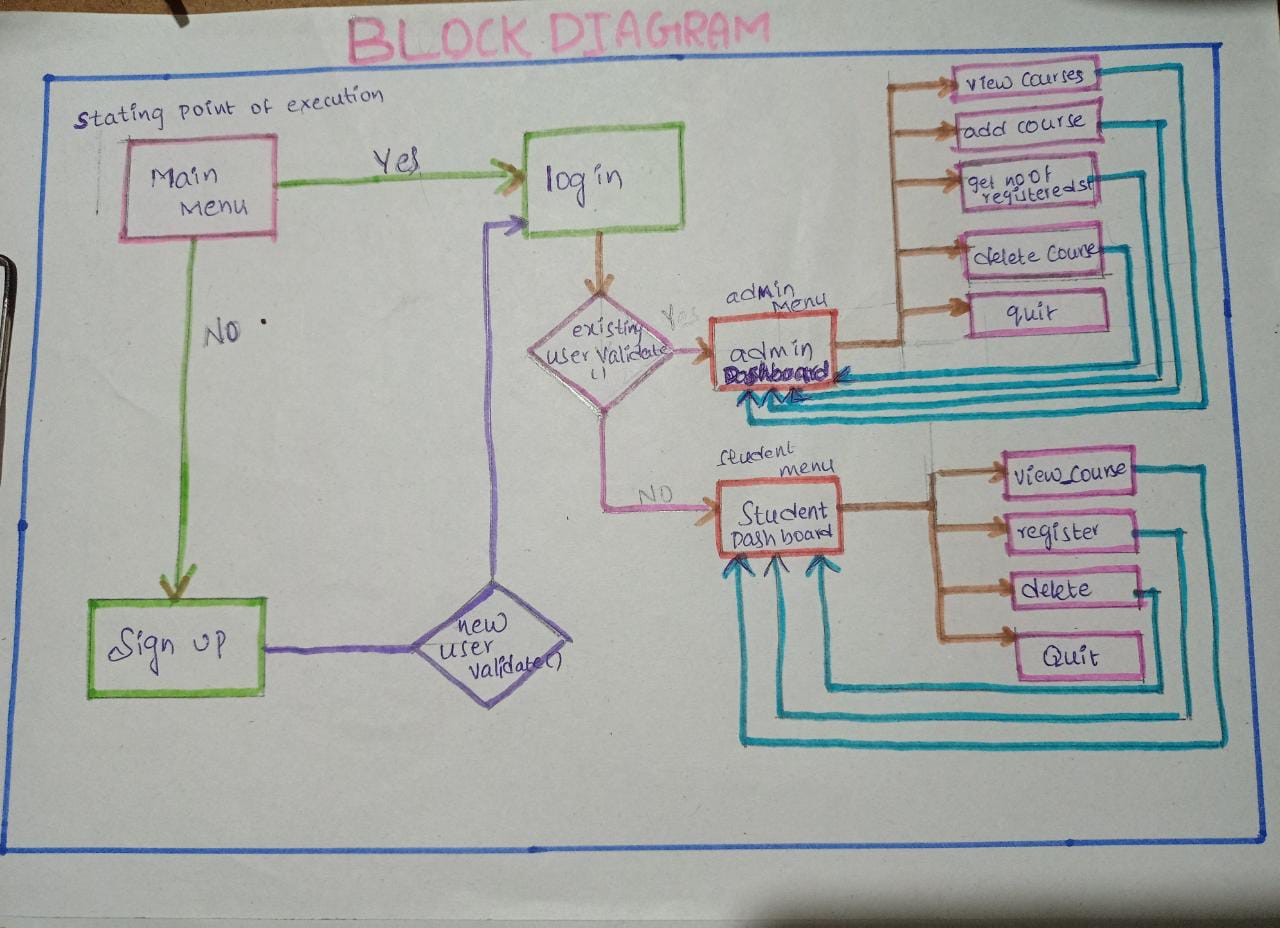 BLOCK DIAGRAM
Stating point of execution
Main
Menu
Yes
login
NO
Sign up
new
user
validate()
existing
user validate
()
Yes
NO
admin
Menu
admin
Dashboard
view courses
add course
get no of
registered st
delete course
quit
Student
menu
Student
Dashboard
view_course
register
delete
Quit